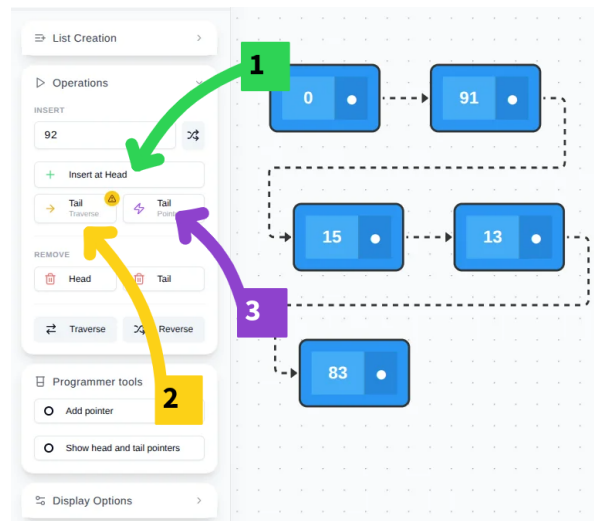 List Creation
Operations
INSERT
92
Insert at Head
Tail
Traverse
Tail
REMOVE
Head
Tail
Traverse
Reverse
Programmer tools
Add pointer
Show head and tail pointers
Display Options
1
2
3
0
91
15
13
83